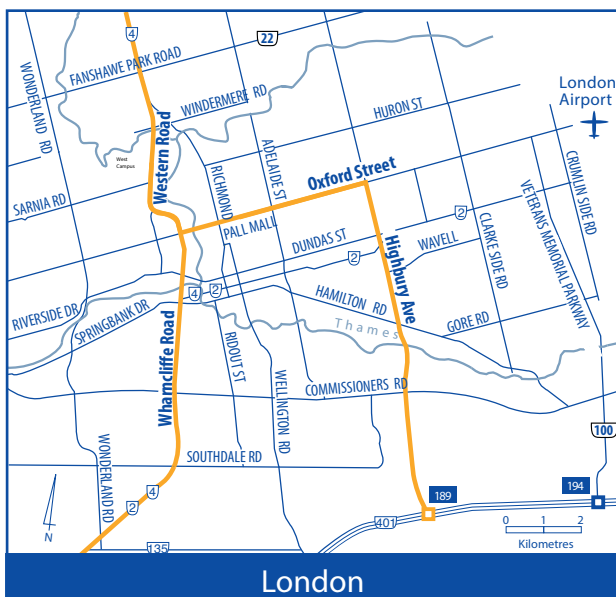 4
22
FANSHAWE PARK ROAD
WONDERLAND RD
WINDERMERE RD
London
Airport
HURON ST
Western Road
West
Campus
ADELAIDE ST
RICHMOND
Oxford Street
CRUMLIN SIDE RD
VETERANS MEMORIAL PARKWAY
SARNIA RD
PALL MALL
2
DUNDAS ST
2
Highbury Ave
WAVELL
CLARKE SIDE RD
RIVERSIDE DR
SPRINGBANK DR
4
2
HAMILTON RD
Thames
GORE RD
Wharncliffe Road
RIDOUT ST
WELLINGTON RD
COMMISSIONERS RD
100
WONDERLAND RD
SOUTHDALE RD
4
2
189
194
401
135
N
0 1 2
Kilometres
London